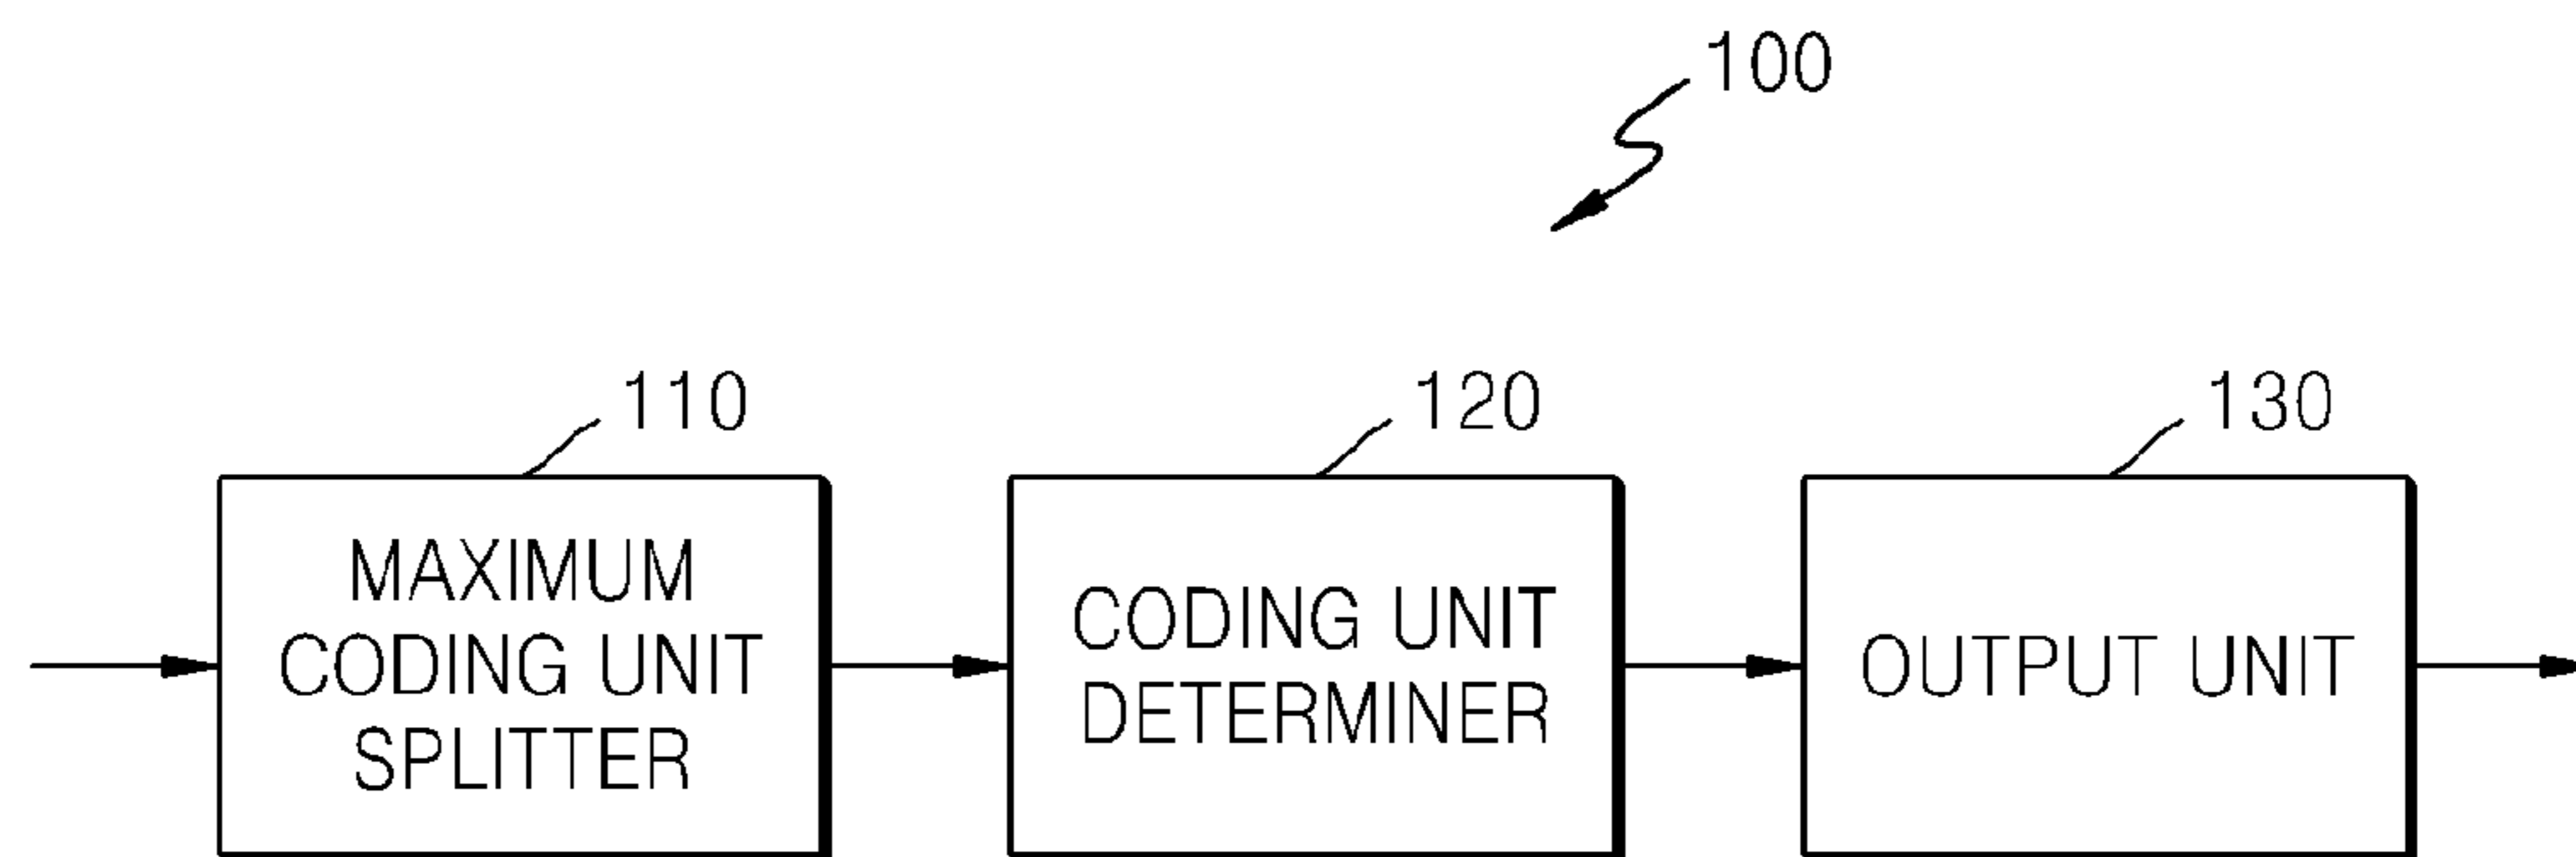 100
110
120
130
MAXIMUM
CODING UNIT
SPLITTER
CODING UNIT
DETERMINER
OUTPUT UNIT